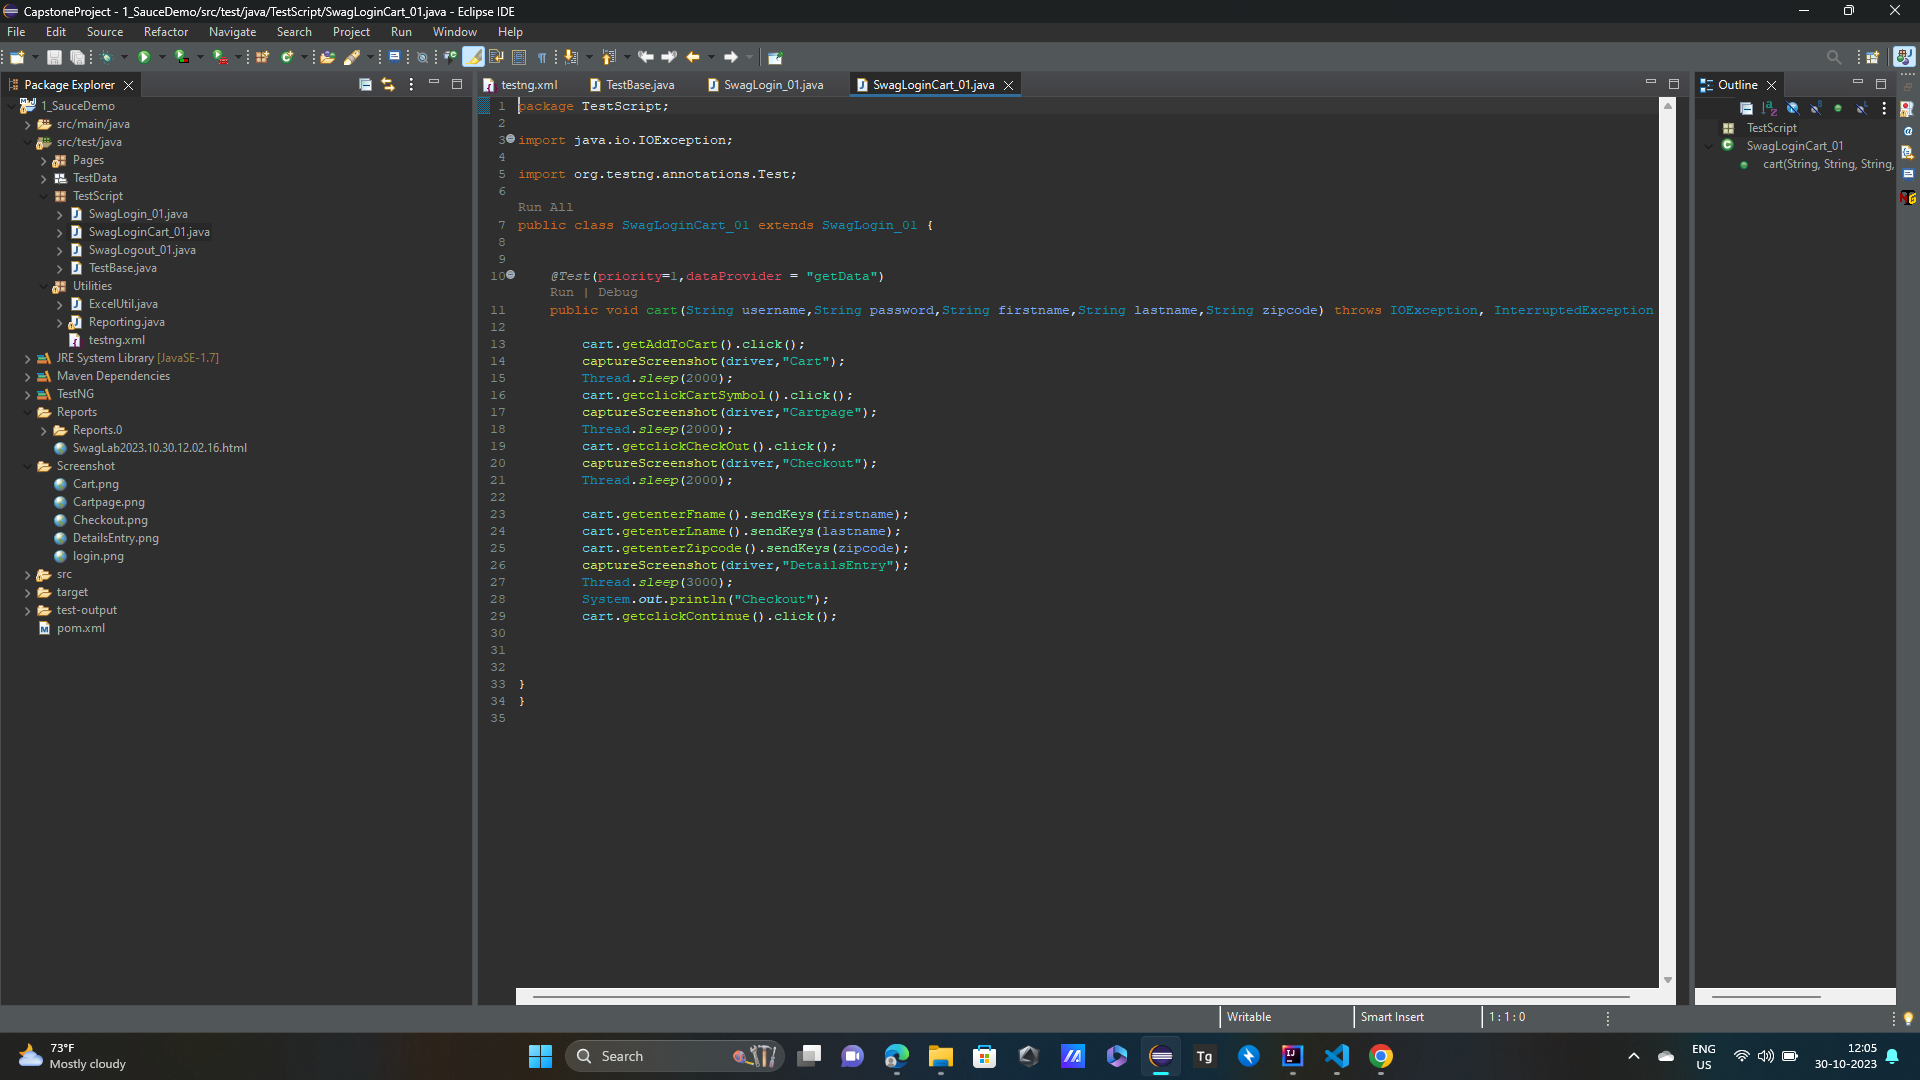 CapstoneProject - 1_SauceDemo/src/test/java/TestScript/SwagLoginCart_01.java - Eclipse IDE
File Edit Source Refactor Navigate Search Project Run Window Help
Package Explorer
1_SauceDemo
src/main/java
src/test/java
Pages
TestData
TestScript
SwagLogin_01.java
SwagLoginCart_01.java
SwagLogout_01.java
TestBase.java
Utilities
ExcelUtil.java
Reporting.java
testng.xml
JRE System Library [JavaSE-1.7]
Maven Dependencies
TestNG
Reports
Reports.0
SwagLab2023.10.30.12.02.16.html
Screenshot
Cart.png
Cartpage.png
Checkout.png
DetailsEntry.png
login.png
src
target
test-output
pom.xml
testng.xml TestBase.java SwagLogin_01.java SwagLoginCart_01.java
1 package TestScript;
2
3 import java.io.IOException;
4
5 import org.testng.annotations.Test;
6
Run All
7 public class SwagLoginCart_01 extends SwagLogin_01 {
8
9
10 @Test(priority=1,dataProvider = "getData")
Run | Debug
11 public void cart(String username,String password,String firstname,String lastname,String zipcode) throws IOException, InterruptedException
12
13 cart.getAddToCart().click();
14 captureScreenshot(driver,"Cart");
15 Thread.sleep(2000);
16 cart.getclickCartSymbol().click();
17 captureScreenshot(driver,"Cartpage");
18 Thread.sleep(2000);
19 cart.getclickCheckOut().click();
20 captureScreenshot(driver,"Checkout");
21 Thread.sleep(2000);
22
23 cart.getenterFname().sendKeys(firstname);
24 cart.getenterLname().sendKeys(lastname);
25 cart.getenterZipcode().sendKeys(zipcode);
26 captureScreenshot(driver,"DetailsEntry");
27 Thread.sleep(3000);
28 System.out.println("Checkout");
29 cart.getclickContinue().click();
30
31
32
33 }
34 }
35
Outline
TestScript
SwagLoginCart_01
cart(String, String, String,
Writable Smart Insert 1 : 1 : 0
73°F
Mostly cloudy
Search
Tg
ENG
US
12:05
30-10-2023